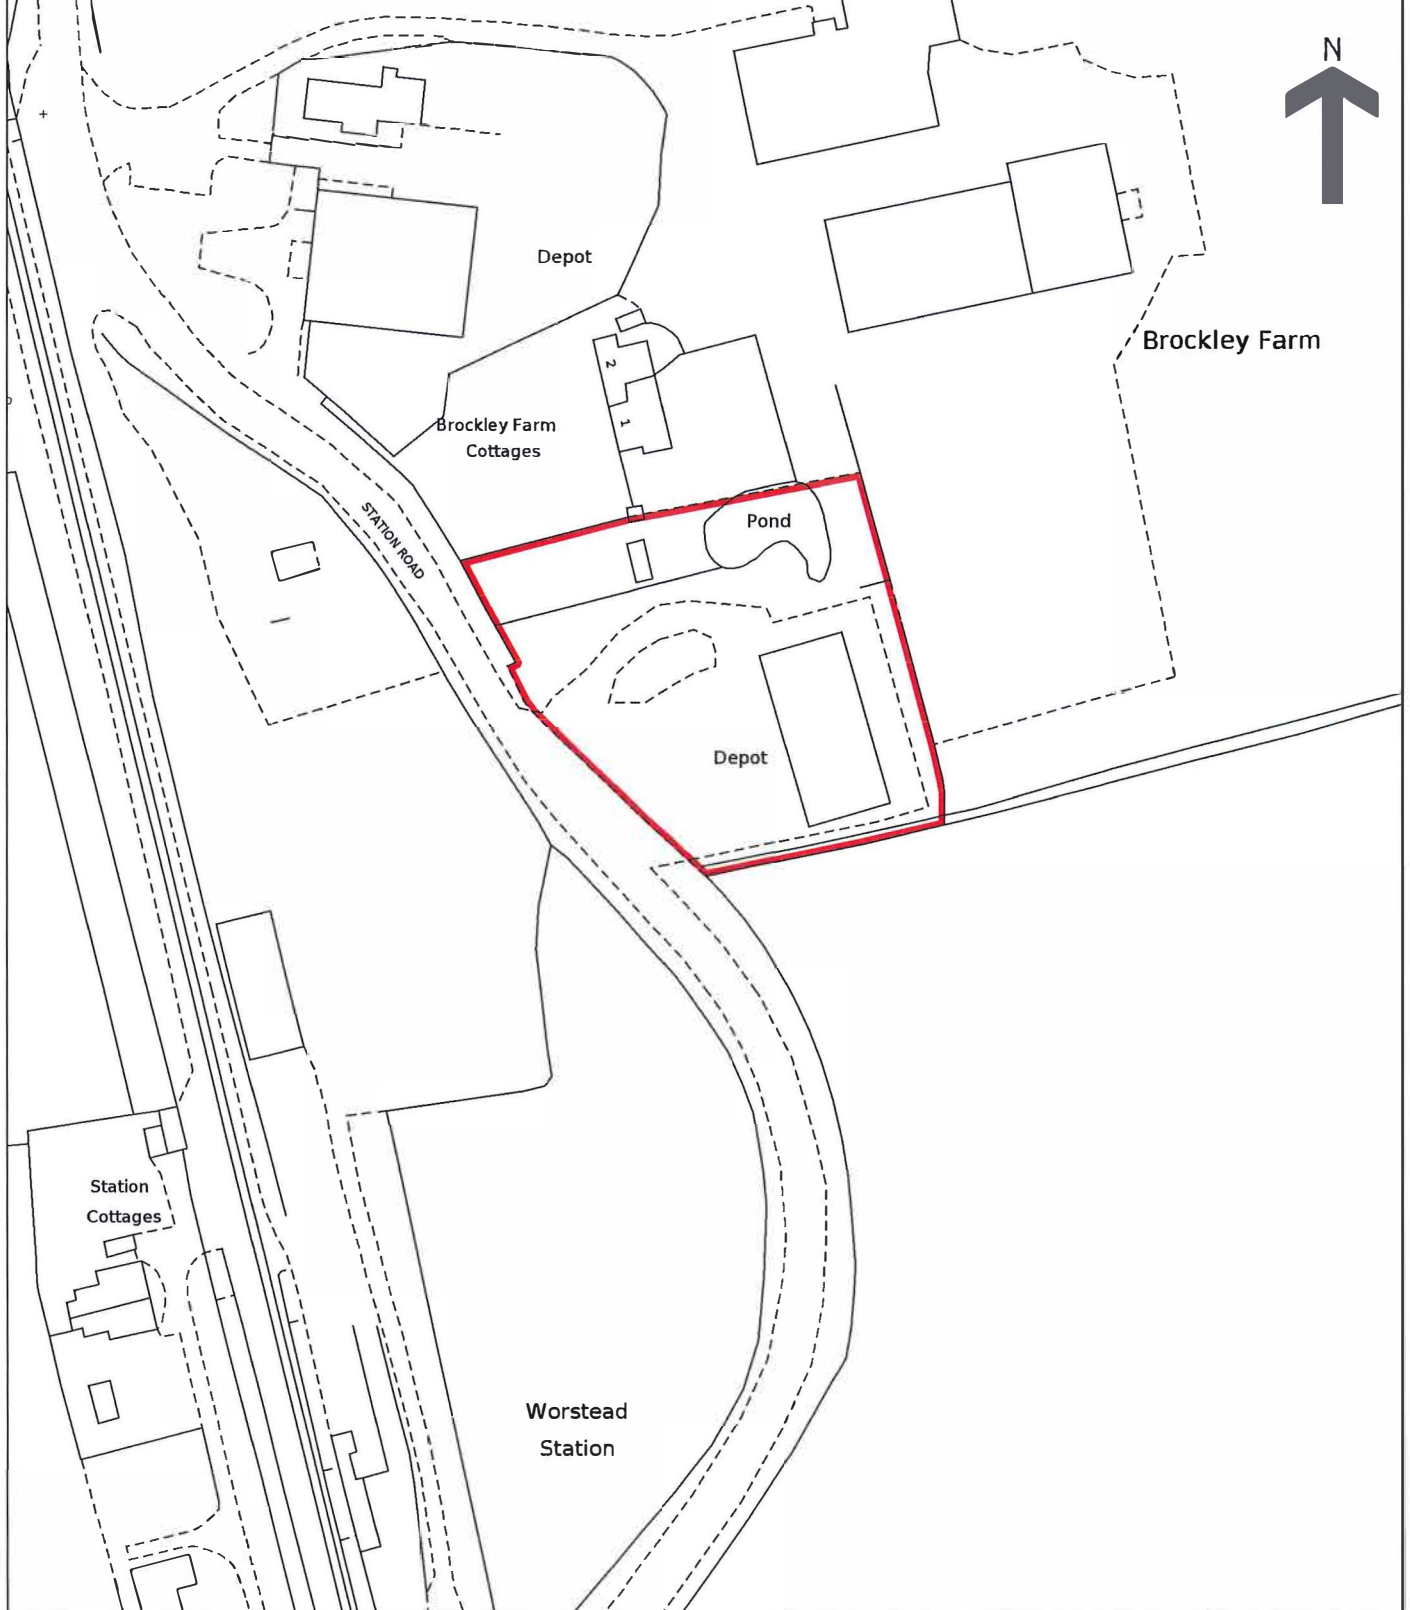 N
Depot
Brockley Farm
2
1
Brockley Farm
Cottages
Pond
STATION ROAD
Depot
Station
Cottages
Worstead
Station